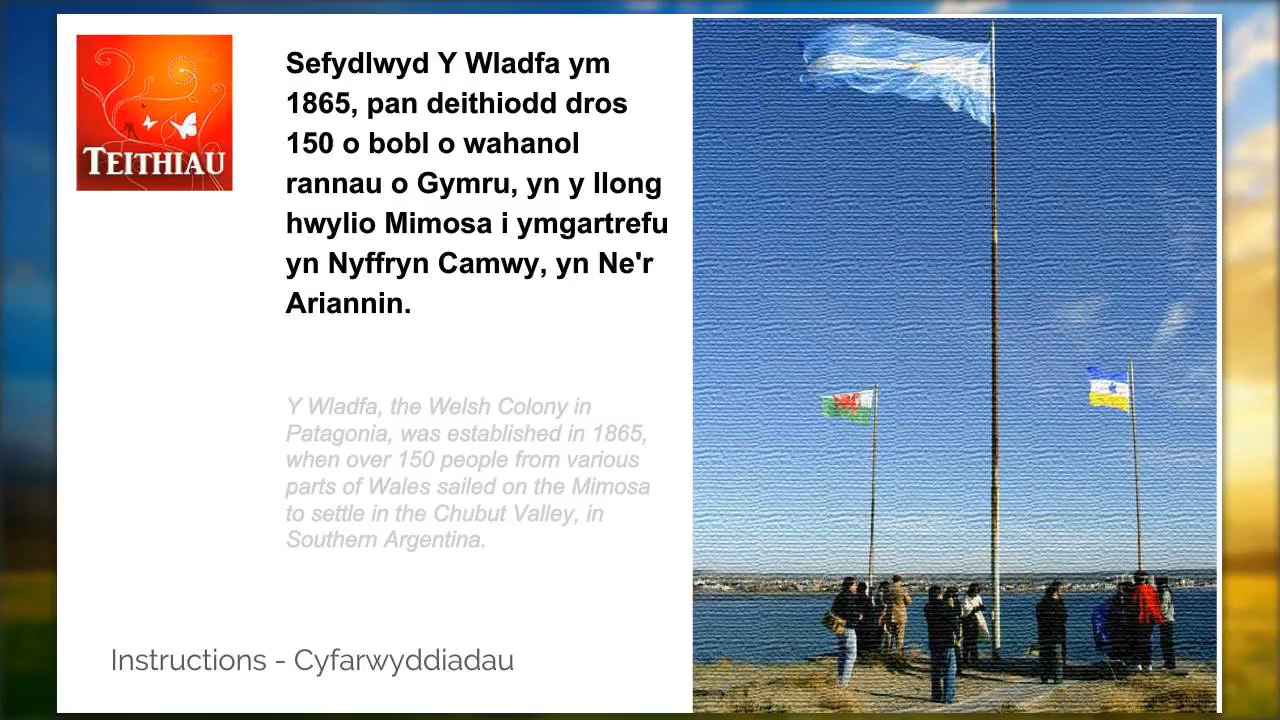 TEITHIAU
Sefydlwyd Y Wladfa ym
1865, pan deithiodd dros
150 o bobl o wahanol
rannau o Gymru, yn y llong
hwylio Mimosa i ymgartrefu
yn Nyffryn Camwy, yn Ne'r
Ariannin.
Y Wladfa, the Welsh Colony in
Patagonia, was established in 1865,
when over 150 people from various
parts of Wales sailed on the Mimosa
to settle in the Chubut Valley, in
Southern Argentina.
Instructions - Cyfarwyddiadau